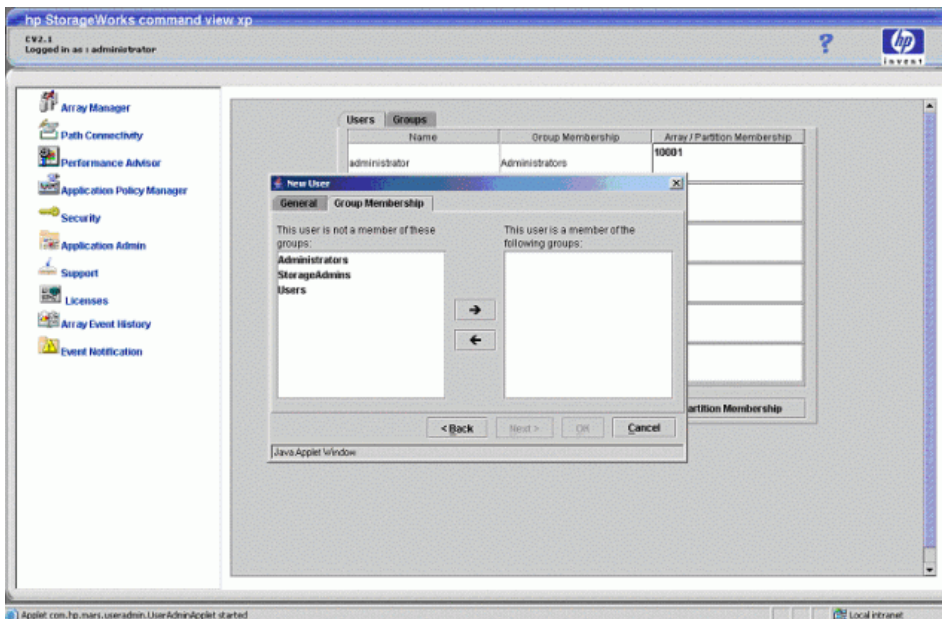 hp StorageWorks command view xp
CV2.1
Logged in as : administrator
?
hp
invent
Array Manager
Path Connectivity
Performance Advisor
Application Policy Manager
Security
Application Admin
Support
Licenses
Array Event History
Event Notification
Users Groups
Name Group Membership Array / Partition Membership
administrator Administrators 10001
New User
General Group Membership
This user is not a member of these
groups:
Administrators
StorageAdmins
Users
This user is a member of the
following groups:
< Back Next > OK Cancel
Java Applet Window
artition Membership
Applet com.hp.mars.useradmin.UserAdminApplet started
Local intranet